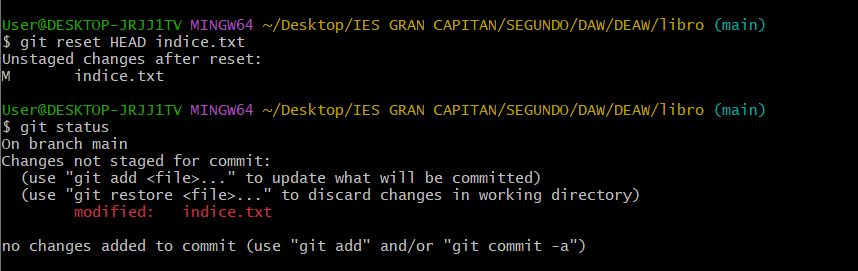 User@DESKTOP-JRJJ1TV MINGW64 ~/Desktop/IES GRAN CAPITAN/SEGUNDO/DAW/DEAW/libro (main)
$ git reset HEAD indice.txt
Unstaged changes after reset:
M       indice.txt
User@DESKTOP-JRJJ1TV MINGW64 ~/Desktop/IES GRAN CAPITAN/SEGUNDO/DAW/DEAW/libro (main)
$ git status
On branch main
Changes not staged for commit:
  (use "git add <file>..." to update what will be committed)
  (use "git restore <file>..." to discard changes in working directory)
        modified:   indice.txt
no changes added to commit (use "git add" and/or "git commit -a")